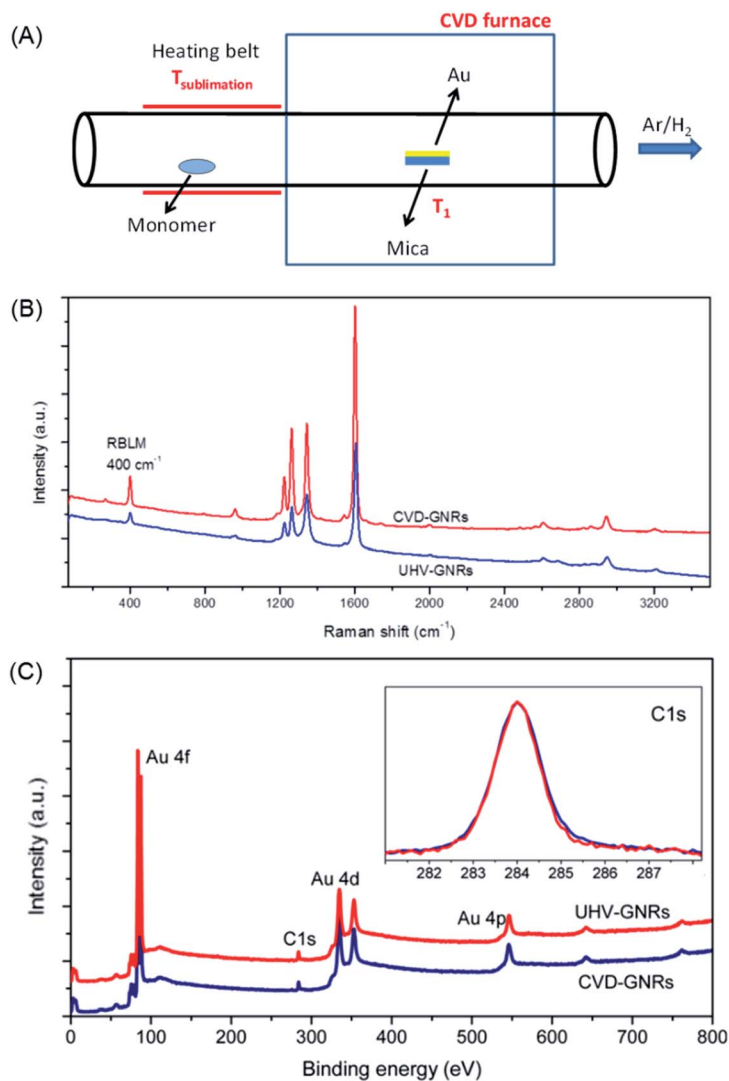 (A)
CVD furnace
Heating belt
T_sublimation
Au
Ar/H₂
Monomer
T₁
Mica
(B)
Intensity (a.u.)
RBLM
400 cm⁻¹
CVD-GNRs
UHV-GNRs
400 800 1200 1600 2000 2400 2800 3200
Raman shift (cm⁻¹)
(C)
Intensity (a.u.)
C1s
Au 4f
282 283 284 285 286 287
Au 4d
C1s
Au 4p
UHV-GNRs
CVD-GNRs
0 100 200 300 400 500 600 700 800
Binding energy (eV)